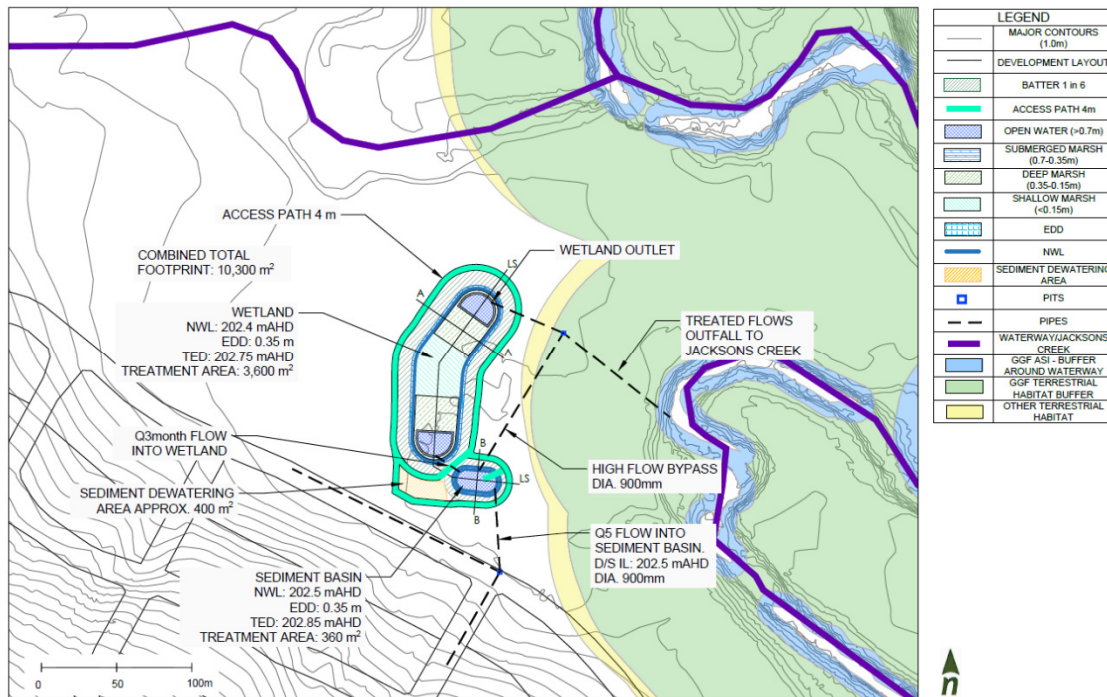 ACCESS PATH 4 m
COMBINED TOTAL
FOOTPRINT: 10,300 m²
WETLAND
NWL: 202.4 mAHD
EDD: 0.35 m
TED: 202.75 mAHD
TREATMENT AREA: 3,600 m²
Q3month FLOW
INTO WETLAND
SEDIMENT DEWATERING
AREA APPROX. 400 m²
SEDIMENT BASIN
NWL: 202.5 mAHD
EDD: 0.35 m
TED: 202.85 mAHD
TREATMENT AREA: 360 m²
WETLAND OUTLET
LS
A
A
B
LS
B
TREATED FLOWS
OUTFALL TO
JACKSONS CREEK
HIGH FLOW BYPASS
DIA. 900mm
Q5 FLOW INTO
SEDIMENT BASIN.
D/S IL: 202.5 mAHD
DIA. 900mm
0 50 100m
LEGEND
MAJOR CONTOURS
(1.0m)
DEVELOPMENT LAYOUT
BATTER 1 in 6
ACCESS PATH 4m
OPEN WATER (>0.7m)
SUBMERGED MARSH
(0.7-0.35m)
DEEP MARSH
(0.35-0.15m)
SHALLOW MARSH
(<0.15m)
EDD
NWL
SEDIMENT DEWATERING
AREA
PITS
PIPES
WATERWAY/JACKSONS
CREEK
GGF ASI - BUFFER
AROUND WATERWAY
GGF TERRESTRIAL
HABITAT BUFFER
OTHER TERRESTRIAL
HABITAT
n